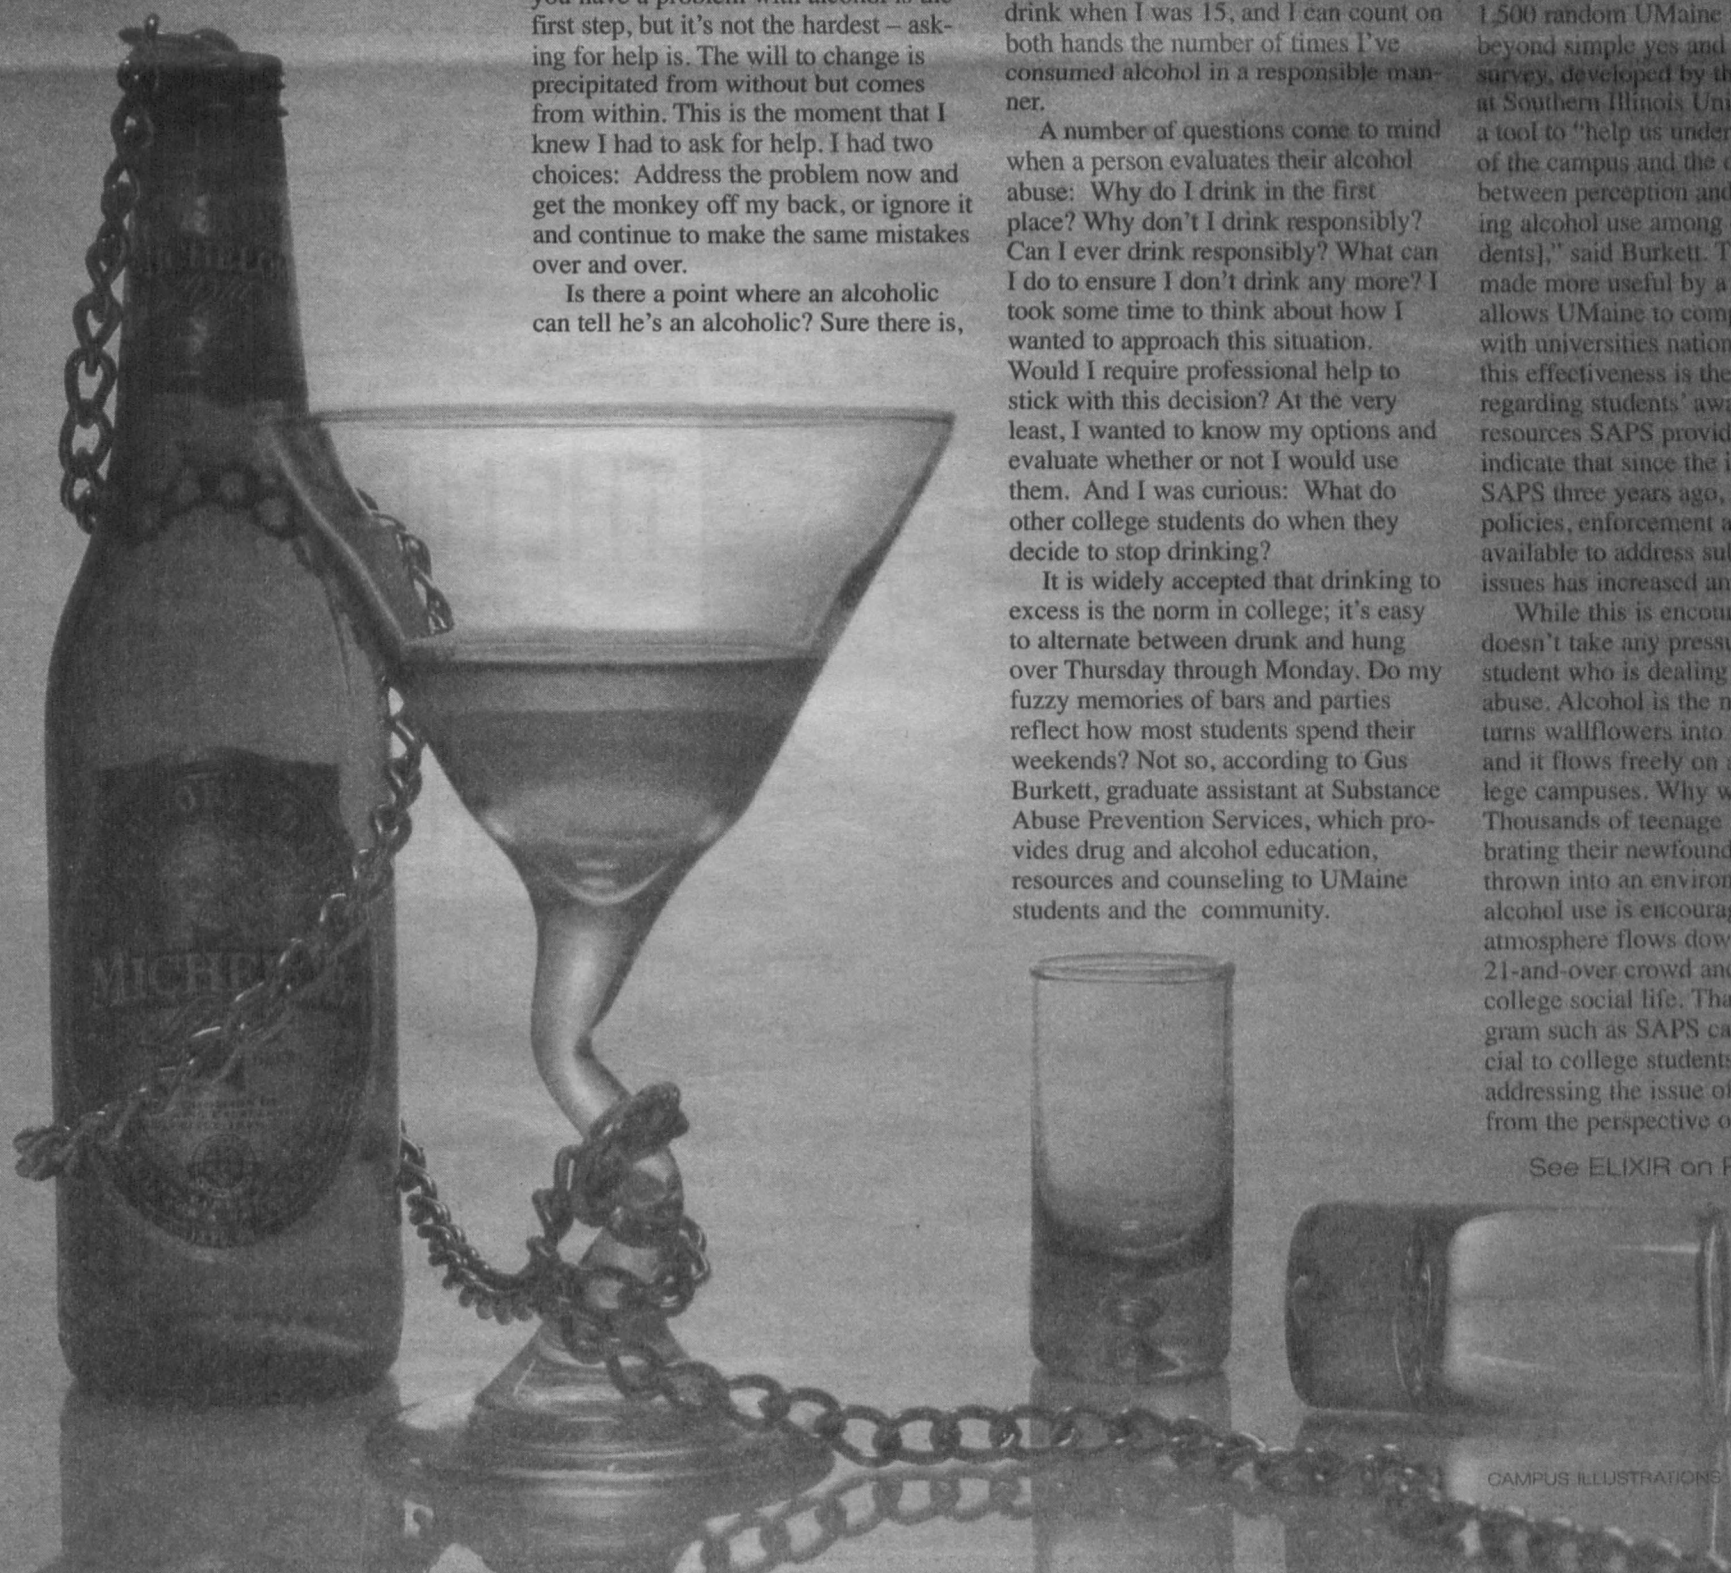 you have a problem with alcohol is the
first step, but it's not the hardest – ask-
ing for help is. The will to change is
precipitated from without but comes
from within. This is the moment that I
knew I had to ask for help. I had two
choices:  Address the problem now and
get the monkey off my back, or ignore it
and continue to make the same mistakes
over and over.
Is there a point where an alcoholic
can tell he's an alcoholic? Sure there is,
drink when I was 15, and I can count on
both hands the number of times I've
consumed alcohol in a responsible man-
ner.
A number of questions come to mind
when a person evaluates their alcohol
abuse:  Why do I drink in the first
place? Why don't I drink responsibly?
Can I ever drink responsibly? What can
I do to ensure I don't drink any more? I
took some time to think about how I
wanted to approach this situation.
Would I require professional help to
stick with this decision? At the very
least, I wanted to know my options and
evaluate whether or not I would use
them.  And I was curious:  What do
other college students do when they
decide to stop drinking?
It is widely accepted that drinking to
excess is the norm in college; it's easy
to alternate between drunk and hung
over Thursday through Monday. Do my
fuzzy memories of bars and parties
reflect how most students spend their
weekends? Not so, according to Gus
Burkett, graduate assistant at Substance
Abuse Prevention Services, which pro-
vides drug and alcohol education,
resources and counseling to UMaine
students and the  community.
1,500 random UMaine
beyond simple yes and
survey, developed by th
at Southern Illinois Uni
a tool to "help us under
of the campus and the
between perception and
ing alcohol use among
dents]," said Burkett. T
made more useful by a
allows UMaine to comp
with universities nation
this effectiveness is the
regarding students' awa
resources SAPS provid
indicate that since the i
SAPS three years ago,
policies, enforcement a
available to address sub
issues has increased an
While this is encour
doesn't take any pressu
student who is dealing
abuse. Alcohol is the
turns wallflowers into
and it flows freely on
lege campuses. Why w
Thousands of teenage
brating their newfound
thrown into an environ
alcohol use is encourag
atmosphere flows dow
21-and-over crowd and
college social life. Tha
gram such as SAPS ca
cial to college students
addressing the issue of
from the perspective o
See ELIXIR on P
CAMPUS ILLUSTRATIONS